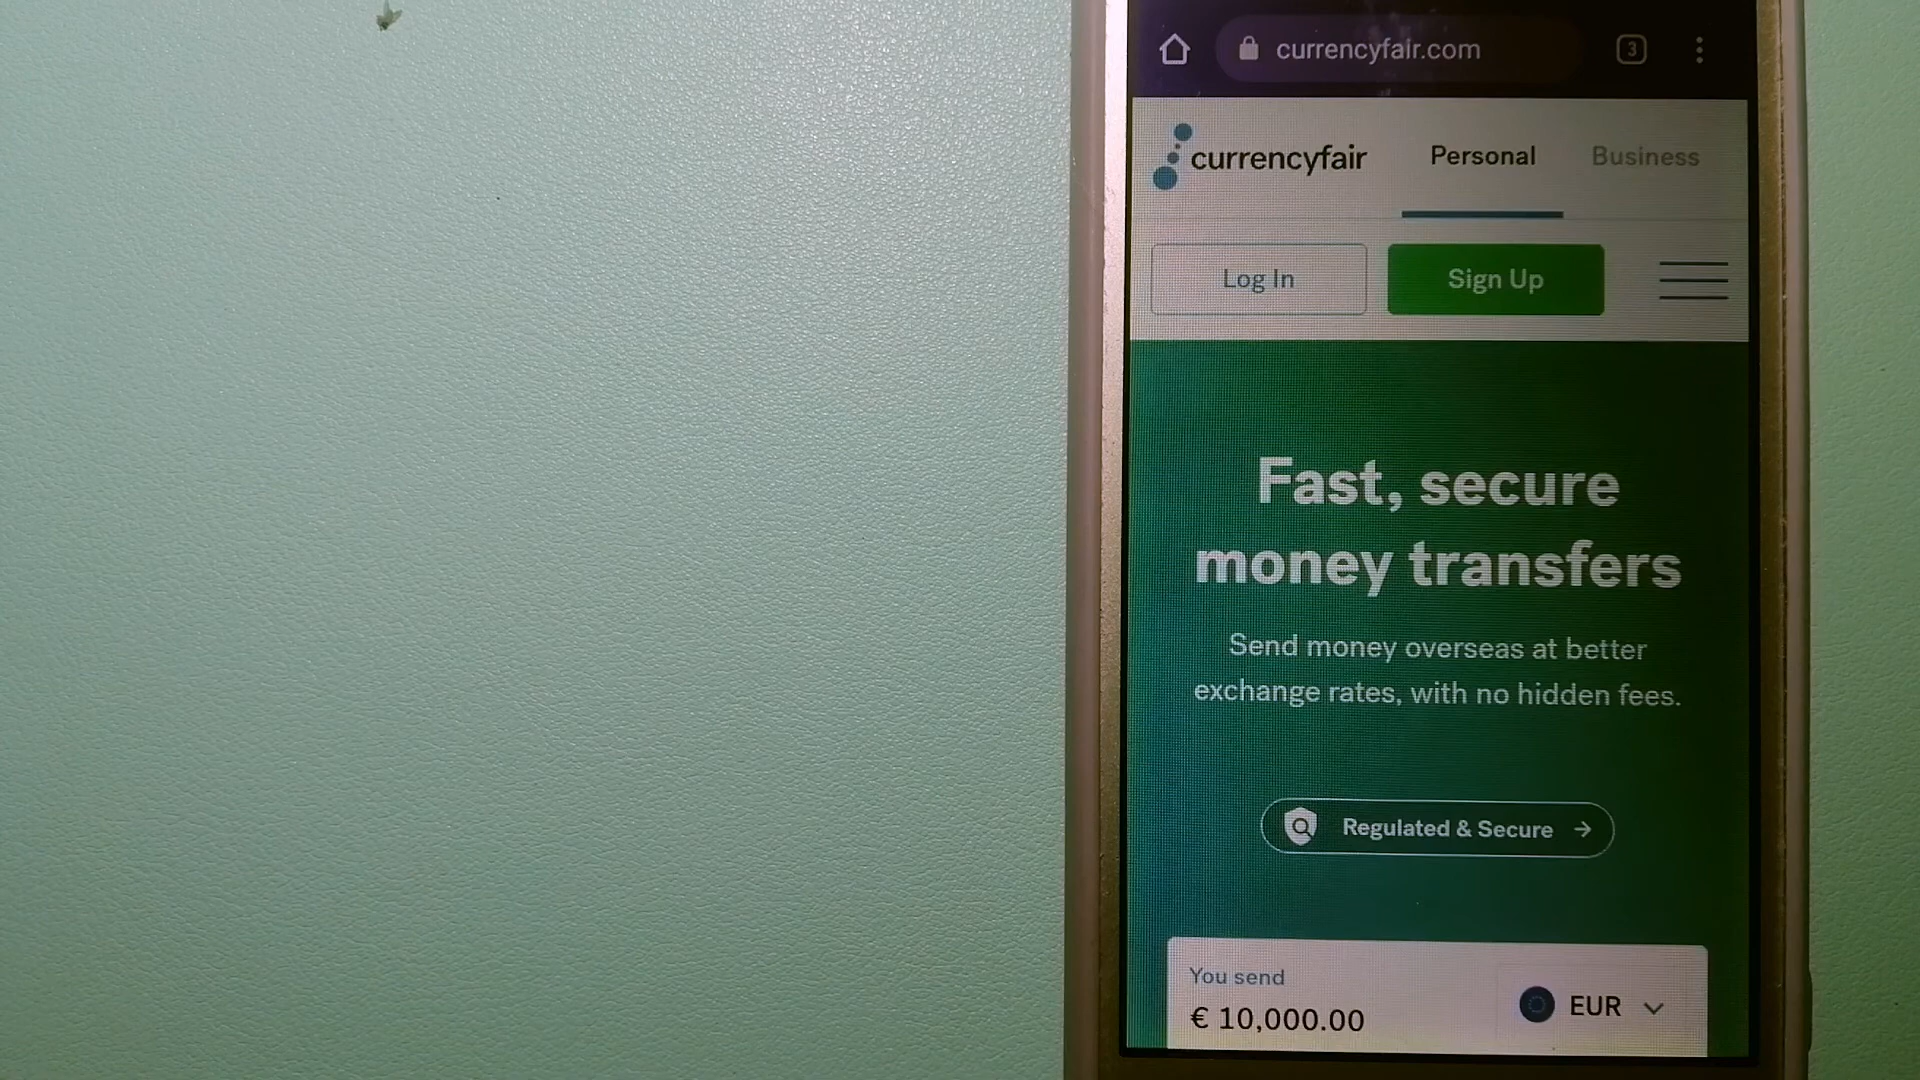 currencyfair.com
3
currencyfair
Personal
Business
Log In
Sign Up
Fast, secure
money transfers
Send money overseas at better
exchange rates, with no hidden fees.
Regulated & Secure →
You send
€ 10,000.00
EUR